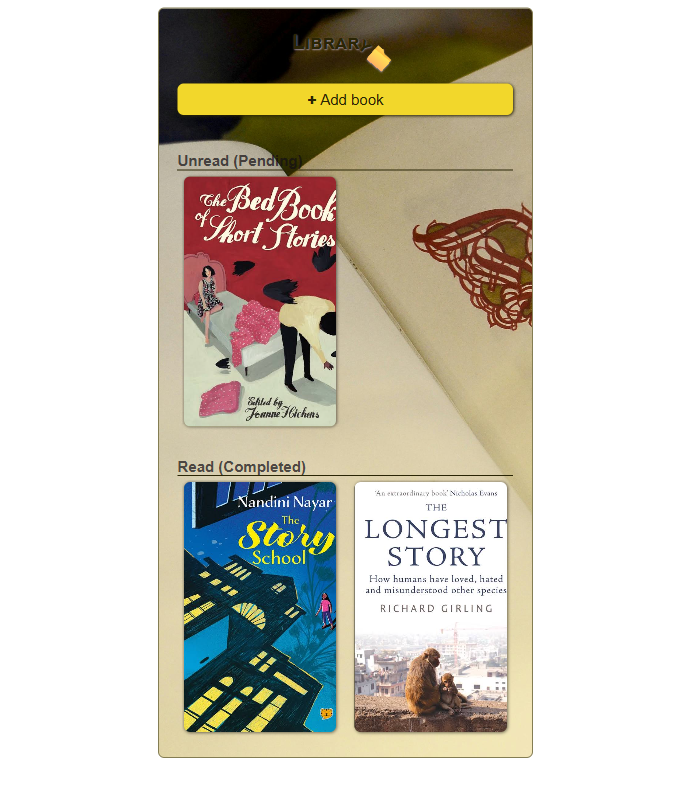 LIBRARY
+ Add book
Unread (Pending)
The Bed Book
of Short Stories
Edited by
Joanne Hichens
Read (Completed)
Nandini Nayar
The
Story
School
'An extraordinary book' Nicholas Evans
THE
LONGEST
STORY
How humans have loved, hated
and misunderstood other species
RICHARD GIRLING